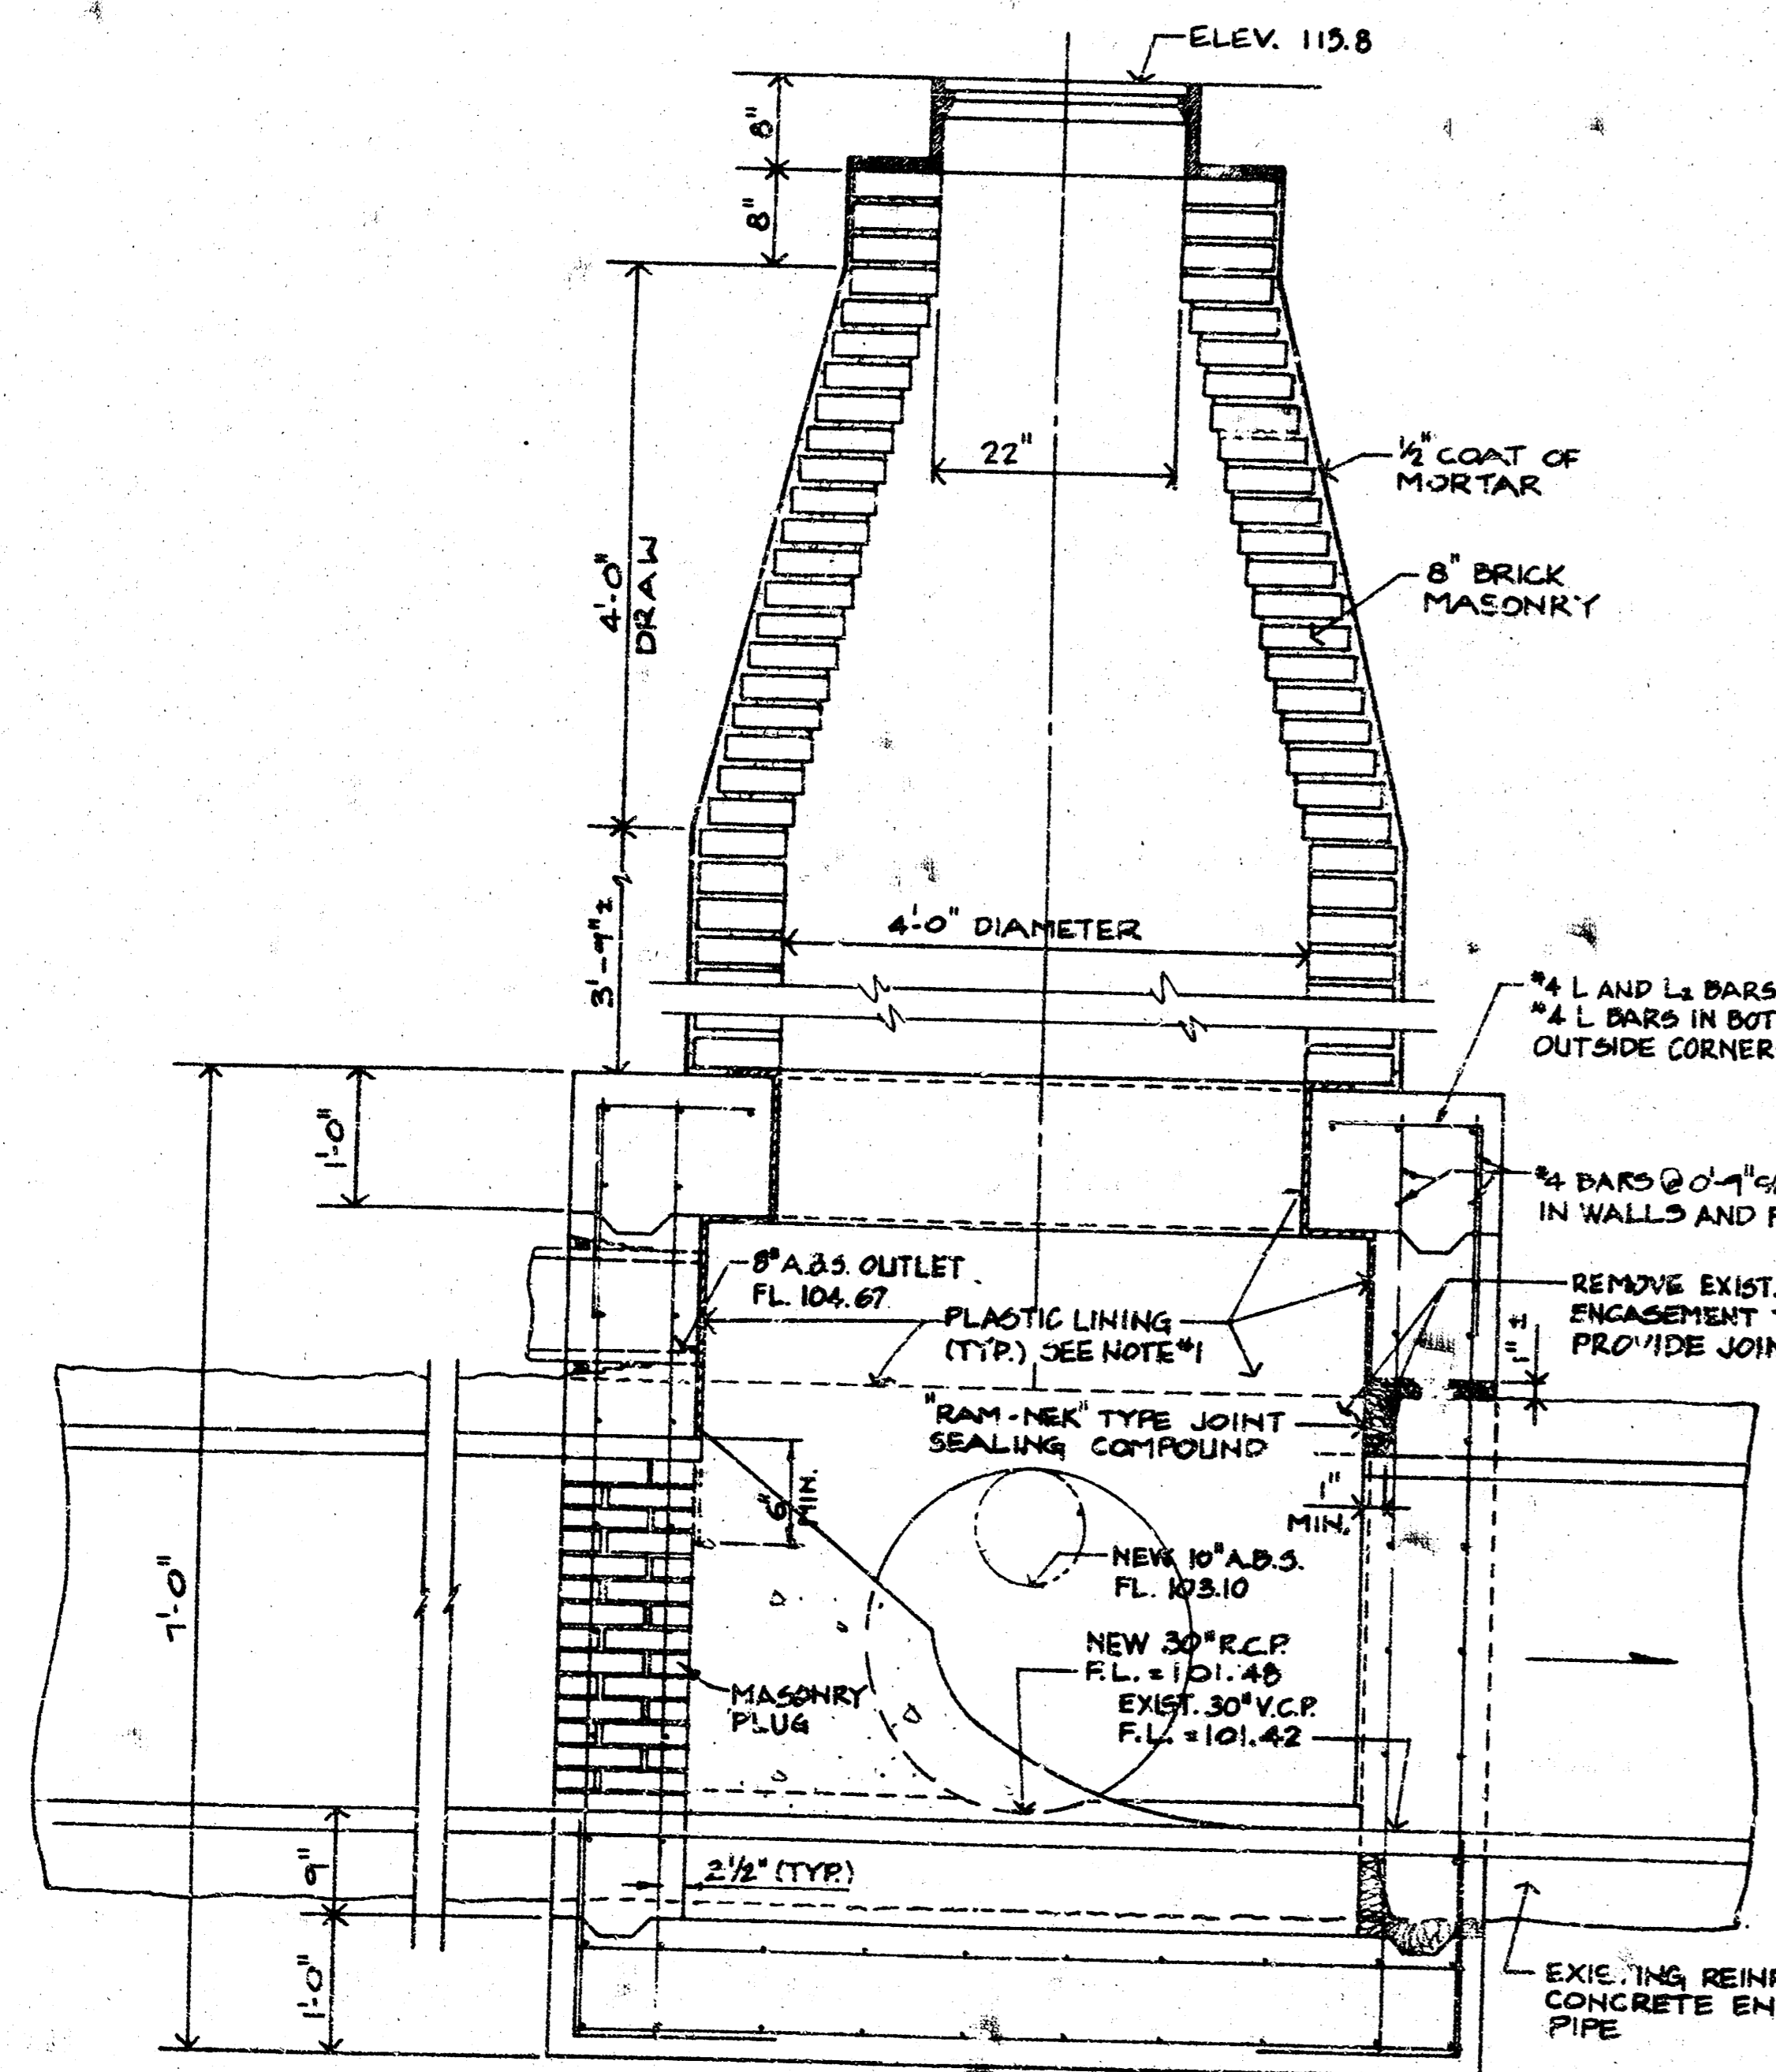 ELEV. 113.8
8"
8"
22"
½" COAT OF
MORTAR
4'-0"
DRAW
8" BRICK
MASONRY
3'-9"±
4'-0" DIAMETER
#4 L AND L2 BARS
#4 L BARS IN BOT
OUTSIDE CORNER
1'-0"
#4 BARS @ 0'-9"
IN WALLS AND F
8" A.B.S. OUTLET
FL. 104.67
PLASTIC LINING
(TYP.) SEE NOTE #1
REMOVE EXIST.
ENCASEMENT
PROVIDE JOIN
1"±
"RAM-NEK" TYPE JOINT
SEALING COMPOUND
6"
MIN.
1"
MIN.
NEW 10" A.B.S.
FL. 103.10
7'-0"
NEW 30" R.C.P.
F.L. = 101.48
EXIST. 30" V.C.P.
F.L. = 101.42
MASONRY
PLUG
9"
2½" (TYP.)
1'-0"
EXISTING REINF
CONCRETE EN
PIPE